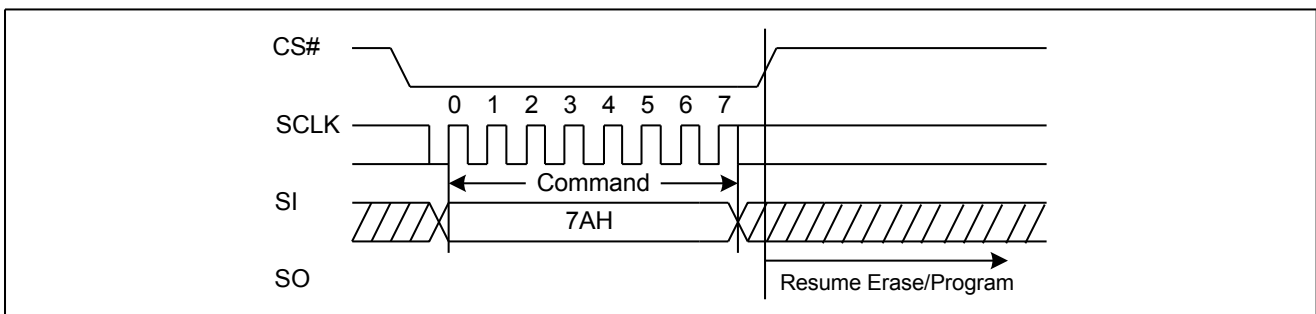 CS#
0 1 2 3 4 5 6 7
SCLK
Command
SI
7AH
SO
Resume Erase/Program